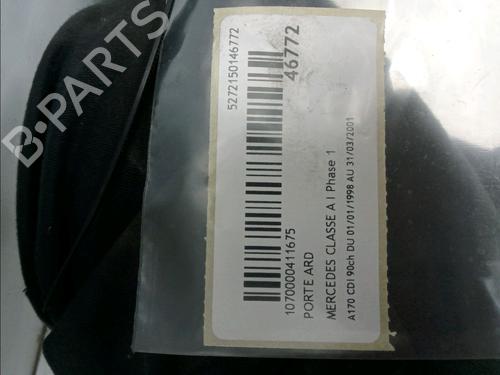 B-PARTS
5272150146772
46772
1070000411675
PORTE ARD
MERCEDES CLASSE A I Phase 1
A170 CDI 90ch DU 01/01/1998 AU 31/03/2001